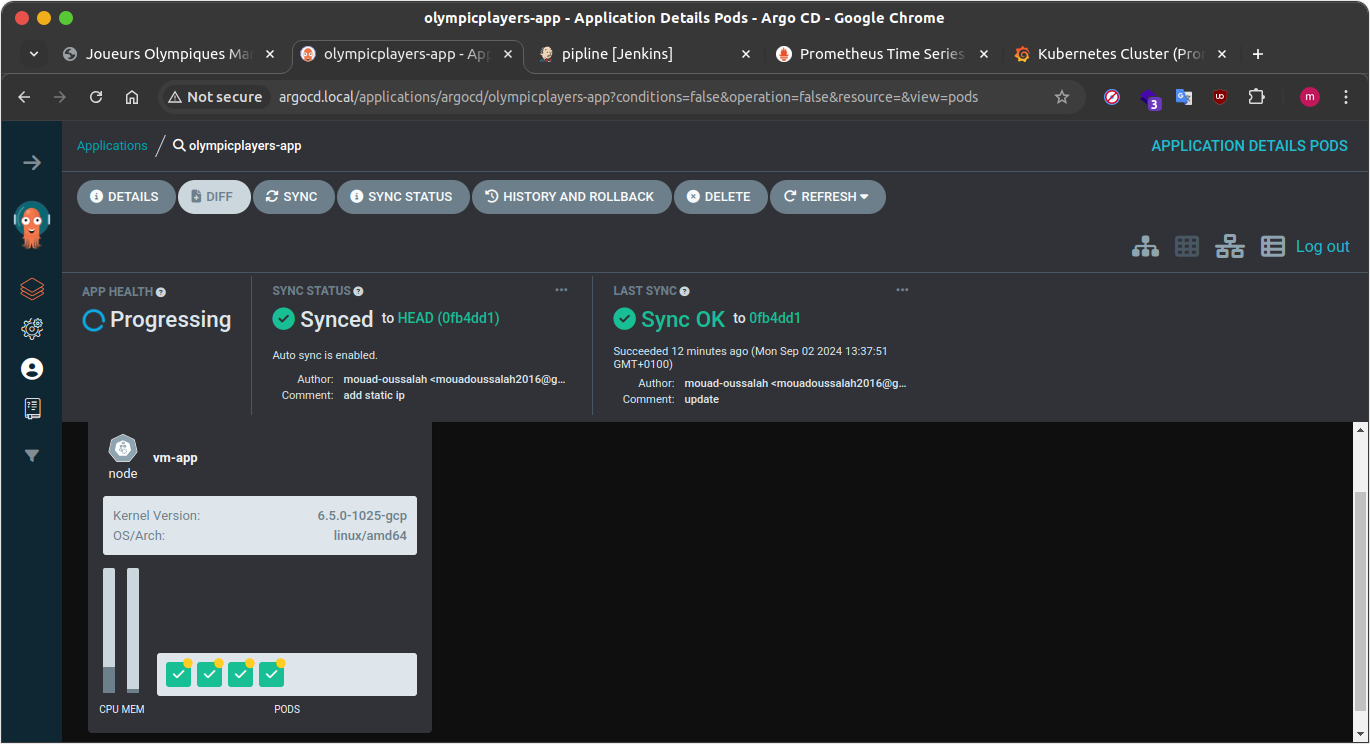 olympicplayers-app - Application Details Pods - Argo CD - Google Chrome
Joueurs Olympiques Ma
olympicplayers-app - Ap
pipline [Jenkins]
Prometheus Time Series
Kubernetes Cluster (Pro
Not secure
argocd.local/applications/argocd/olympicplayers-app?conditions=false&operation=false&resource=&view=pods
3
m
Applications / olympicplayers-app
APPLICATION DETAILS PODS
DETAILS
DIFF
SYNC
SYNC STATUS
HISTORY AND ROLLBACK
DELETE
REFRESH
Log out
APP HEALTH
Progressing
SYNC STATUS
Synced to HEAD (0fb4dd1)
Auto sync is enabled.
Author: mouad-oussalah <mouadoussalah2016@g...
Comment: add static ip
LAST SYNC
Sync OK to 0fb4dd1
Succeeded 12 minutes ago (Mon Sep 02 2024 13:37:51
GMT+0100)
Author: mouad-oussalah <mouadoussalah2016@g...
Comment: update
node
vm-app
Kernel Version: 6.5.0-1025-gcp
OS/Arch: linux/amd64
CPU MEM
PODS